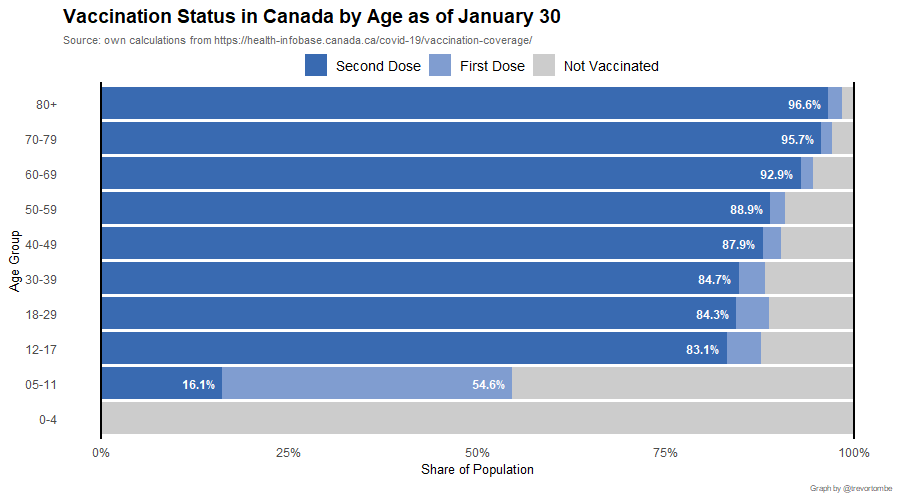 Vaccination Status in Canada by Age as of January 30
Source: own calculations from https://health-infobase.canada.ca/covid-19/vaccination-coverage/
Second Dose First Dose Not Vaccinated
80+ 96.6%
70-79 95.7%
60-69 92.9%
50-59 88.9%
40-49 87.9%
Age Group
30-39 84.7%
18-29 84.3%
12-17 83.1%
05-11 16.1% 54.6%
0-4
0% 25% 50% 75% 100%
Share of Population
Graph by @trevortombe